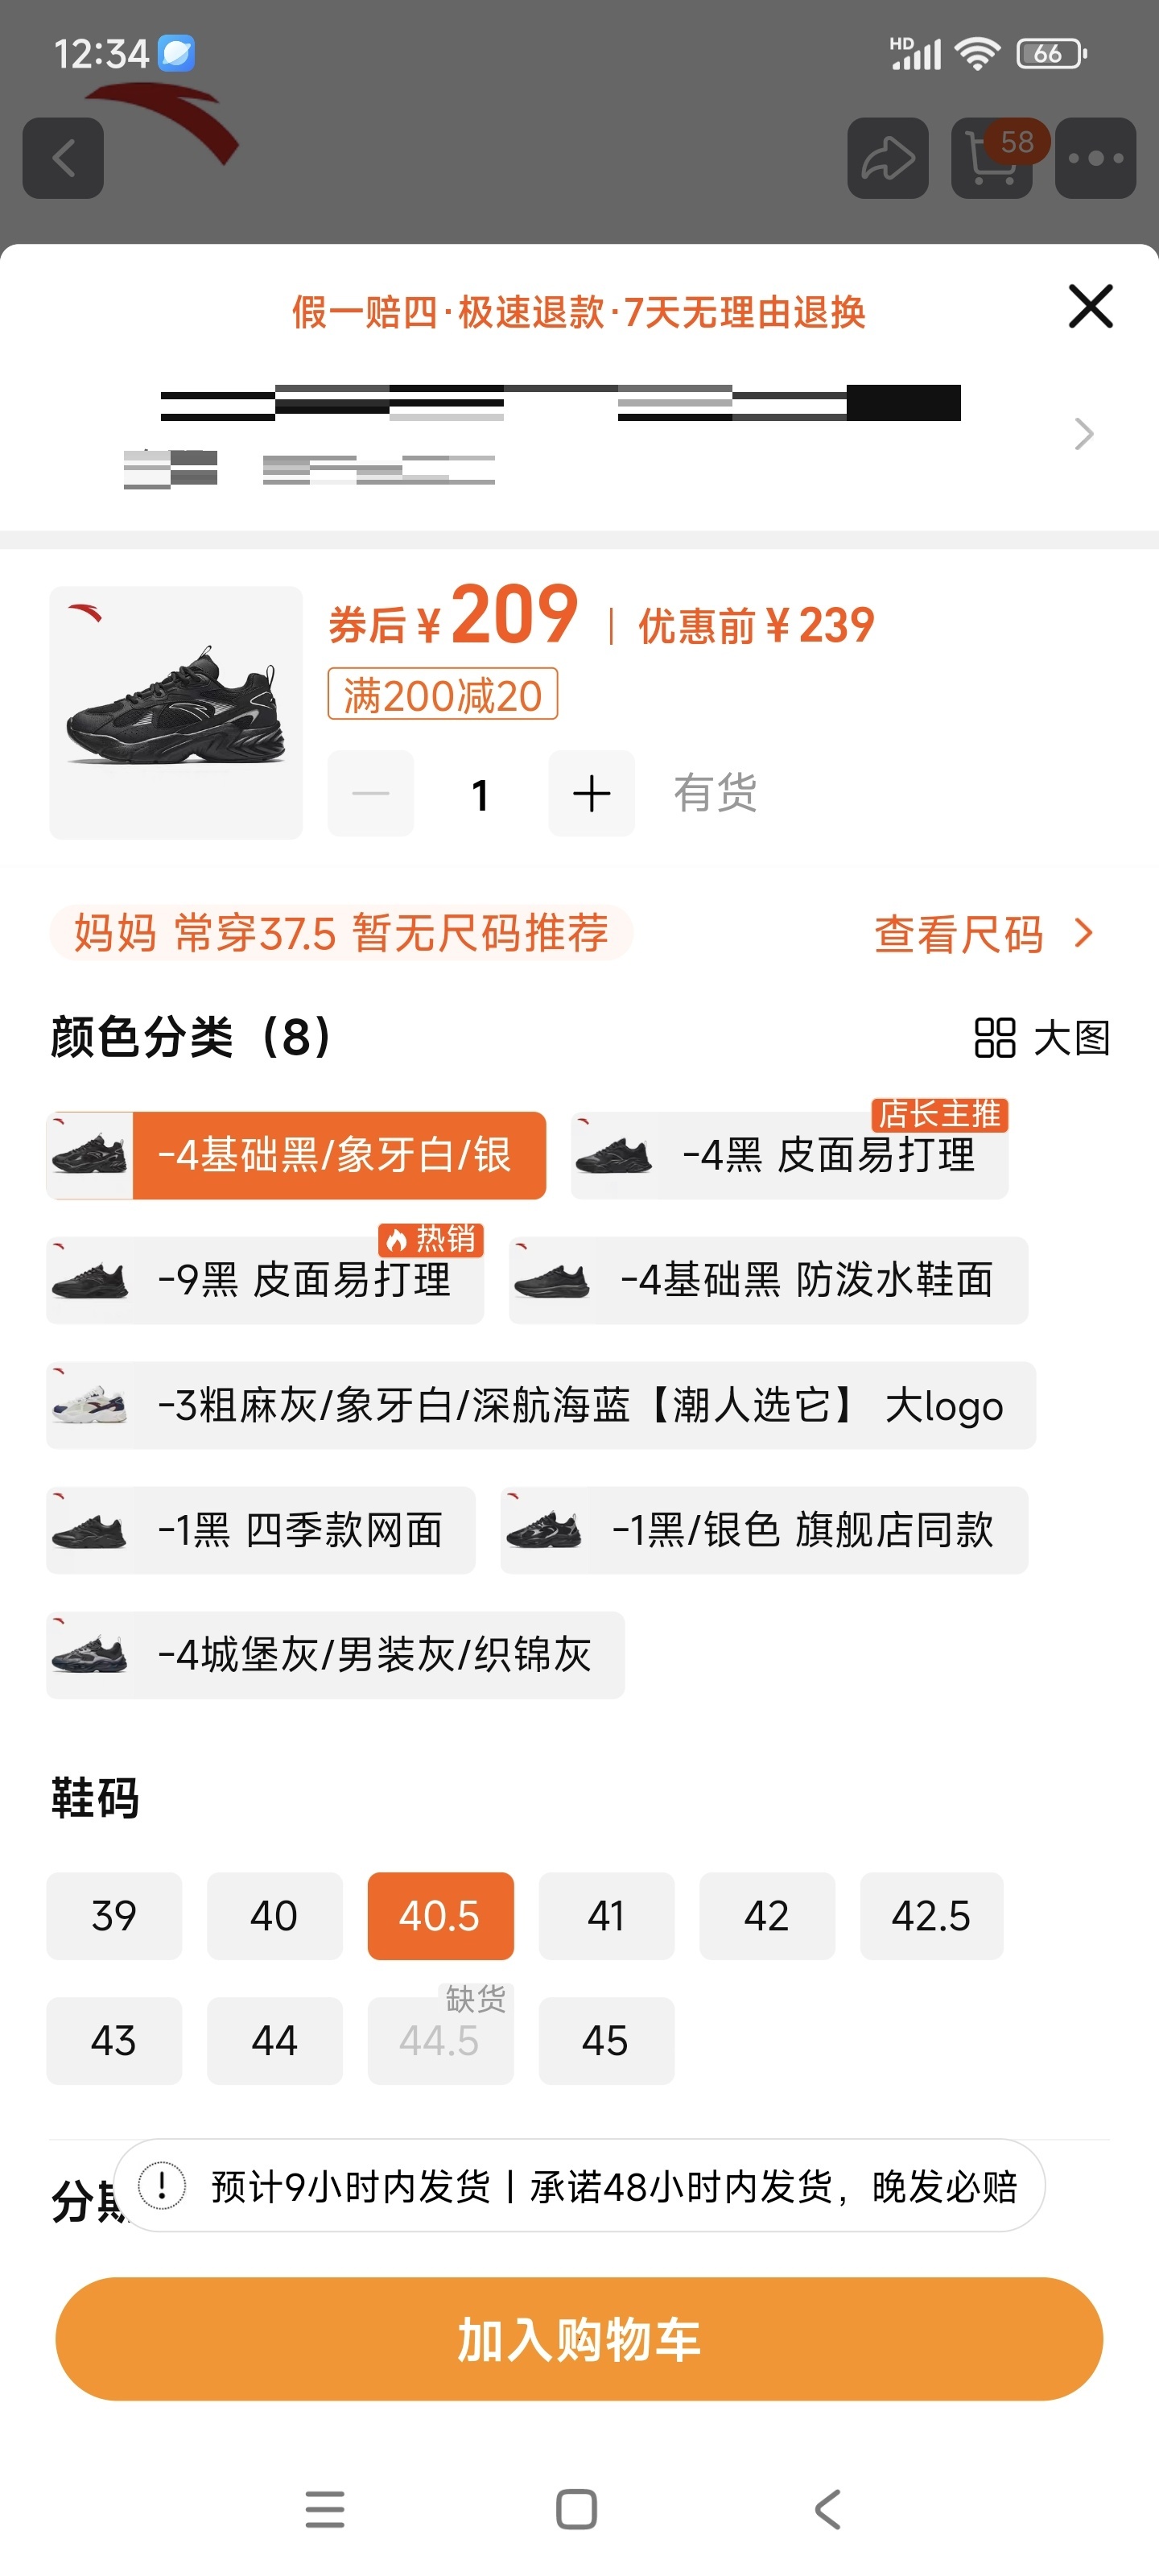 12:34
HD
66
58
假一赔四·极速退款·7天无理由退换
券后¥209 | 优惠前¥239
满200减20
1
有货
妈妈 常穿37.5 暂无尺码推荐
查看尺码
颜色分类（8）
大图
-4基础黑/象牙白/银
店长主推
-4黑 皮面易打理
热销
-9黑 皮面易打理
-4基础黑 防泼水鞋面
-3粗麻灰/象牙白/深航海蓝【潮人选它】 大logo
-1黑 四季款网面
-1黑/银色 旗舰店同款
-4城堡灰/男装灰/织锦灰
鞋码
39
40
40.5
41
42
42.5
43
44
缺货
44.5
45
分期
预计9小时内发货 | 承诺48小时内发货，晚发必赔
加入购物车